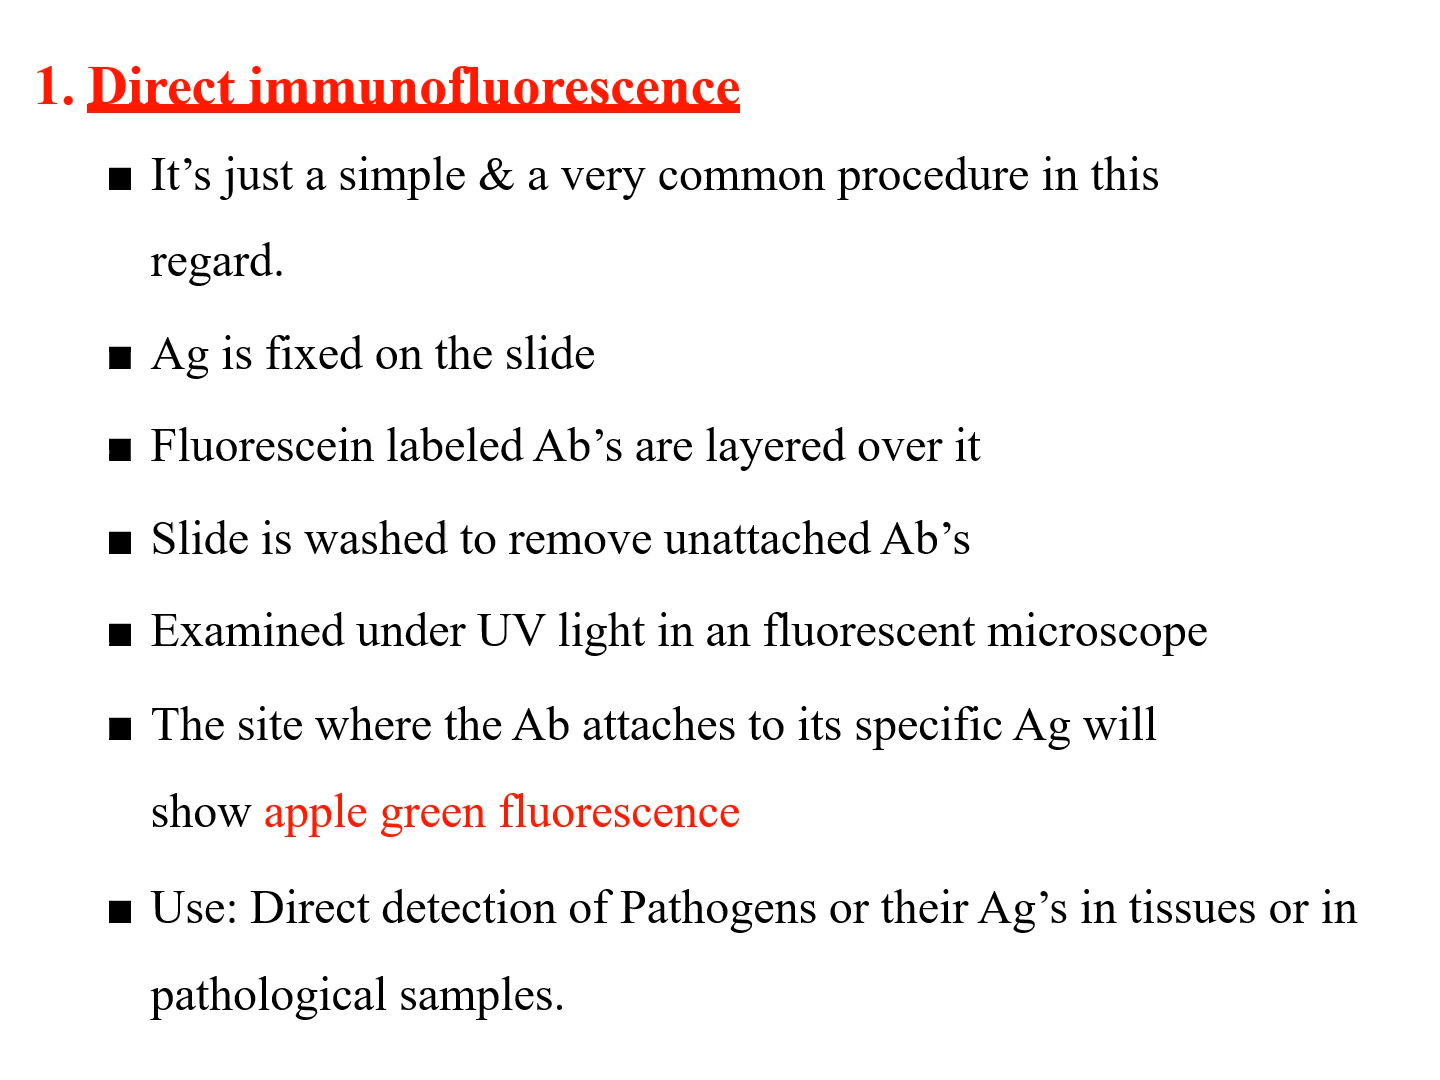 1. Direct immunofluorescence
■ It’s just a simple & a very common procedure in this
regard.
■ Ag is fixed on the slide
■ Fluorescein labeled Ab’s are layered over it
■ Slide is washed to remove unattached Ab’s
■ Examined under UV light in an fluorescent microscope
■ The site where the Ab attaches to its specific Ag will
show apple green fluorescence
■ Use: Direct detection of Pathogens or their Ag’s in tissues or in
pathological samples.